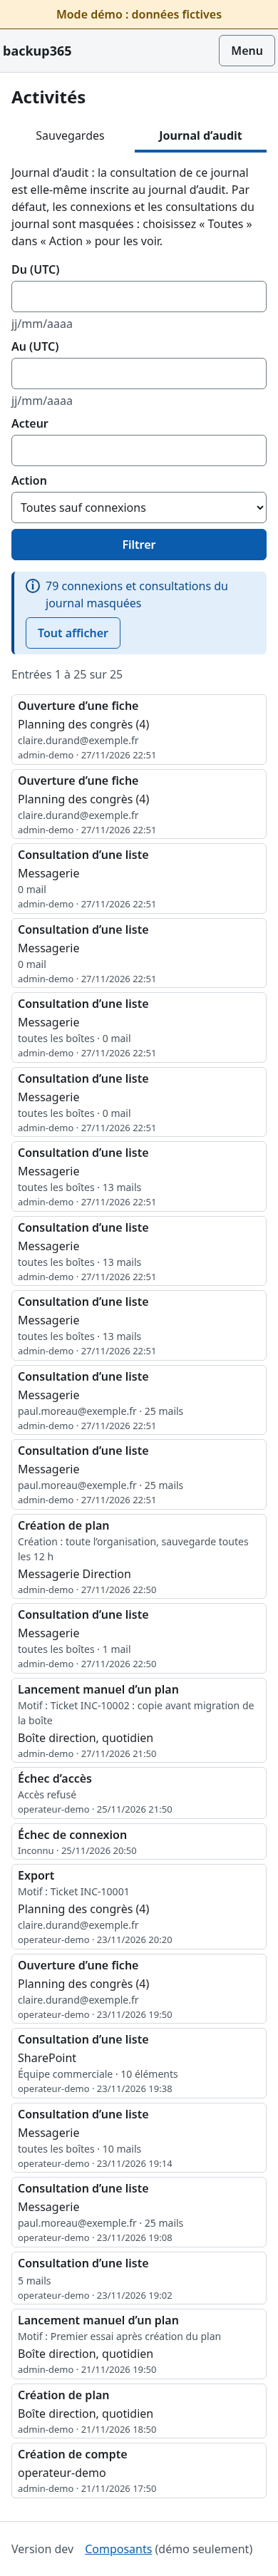 Mode démo : données fictives
backup365
Menu
Activités
Sauvegardes
Journal d’audit
Journal d’audit : la consultation de ce journal
est elle-même inscrite au journal d’audit. Par
défaut, les connexions et les consultations du
journal sont masquées : choisissez « Toutes »
dans « Action » pour les voir.
Du (UTC)
jj/mm/aaaa
Au (UTC)
jj/mm/aaaa
Acteur
Action
Toutes sauf connexions
Filtrer
79 connexions et consultations du
journal masquées
Tout afficher
Entrées 1 à 25 sur 25
Ouverture d’une fiche
Planning des congrès (4)
claire.durand@exemple.fr
admin-demo · 27/11/2026 22:51
Ouverture d’une fiche
Planning des congrès (4)
claire.durand@exemple.fr
admin-demo · 27/11/2026 22:51
Consultation d’une liste
Messagerie
0 mail
admin-demo · 27/11/2026 22:51
Consultation d’une liste
Messagerie
0 mail
admin-demo · 27/11/2026 22:51
Consultation d’une liste
Messagerie
toutes les boîtes · 0 mail
admin-demo · 27/11/2026 22:51
Consultation d’une liste
Messagerie
toutes les boîtes · 0 mail
admin-demo · 27/11/2026 22:51
Consultation d’une liste
Messagerie
toutes les boîtes · 13 mails
admin-demo · 27/11/2026 22:51
Consultation d’une liste
Messagerie
toutes les boîtes · 13 mails
admin-demo · 27/11/2026 22:51
Consultation d’une liste
Messagerie
toutes les boîtes · 13 mails
admin-demo · 27/11/2026 22:51
Consultation d’une liste
Messagerie
paul.moreau@exemple.fr · 25 mails
admin-demo · 27/11/2026 22:51
Consultation d’une liste
Messagerie
paul.moreau@exemple.fr · 25 mails
admin-demo · 27/11/2026 22:51
Création de plan
Création : toute l’organisation, sauvegarde toutes
les 12 h
Messagerie Direction
admin-demo · 27/11/2026 22:50
Consultation d’une liste
Messagerie
toutes les boîtes · 1 mail
admin-demo · 27/11/2026 22:50
Lancement manuel d’un plan
Motif : Ticket INC-10002 : copie avant migration de
la boîte
Boîte direction, quotidien
admin-demo · 27/11/2026 21:50
Échec d’accès
Accès refusé
operateur-demo · 25/11/2026 21:50
Échec de connexion
Inconnu · 25/11/2026 20:50
Export
Motif : Ticket INC-10001
Planning des congrès (4)
claire.durand@exemple.fr
operateur-demo · 23/11/2026 20:20
Ouverture d’une fiche
Planning des congrès (4)
claire.durand@exemple.fr
operateur-demo · 23/11/2026 19:50
Consultation d’une liste
SharePoint
Équipe commerciale · 10 éléments
operateur-demo · 23/11/2026 19:38
Consultation d’une liste
Messagerie
toutes les boîtes · 10 mails
operateur-demo · 23/11/2026 19:14
Consultation d’une liste
Messagerie
paul.moreau@exemple.fr · 25 mails
operateur-demo · 23/11/2026 19:08
Consultation d’une liste
5 mails
operateur-demo · 23/11/2026 19:02
Lancement manuel d’un plan
Motif : Premier essai après création du plan
Boîte direction, quotidien
admin-demo · 21/11/2026 19:50
Création de plan
Boîte direction, quotidien
admin-demo · 21/11/2026 18:50
Création de compte
operateur-demo
admin-demo · 21/11/2026 17:50
Version dev Composants (démo seulement)